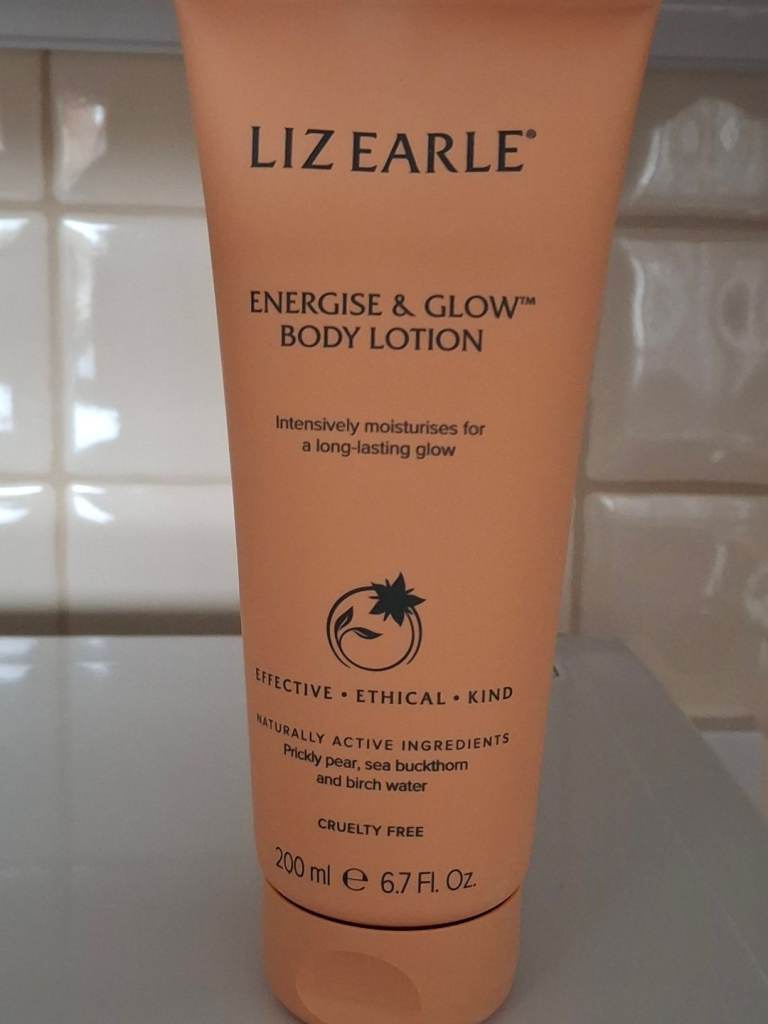 LIZ EARLE®
ENERGISE & GLOW™
BODY LOTION
Intensively moisturises for
a long-lasting glow
EFFECTIVE • ETHICAL • KIND
NATURALLY ACTIVE INGREDIENTS
Prickly pear, sea buckthorn
and birch water
CRUELTY FREE
200 ml ℮ 6.7 Fl. Oz.